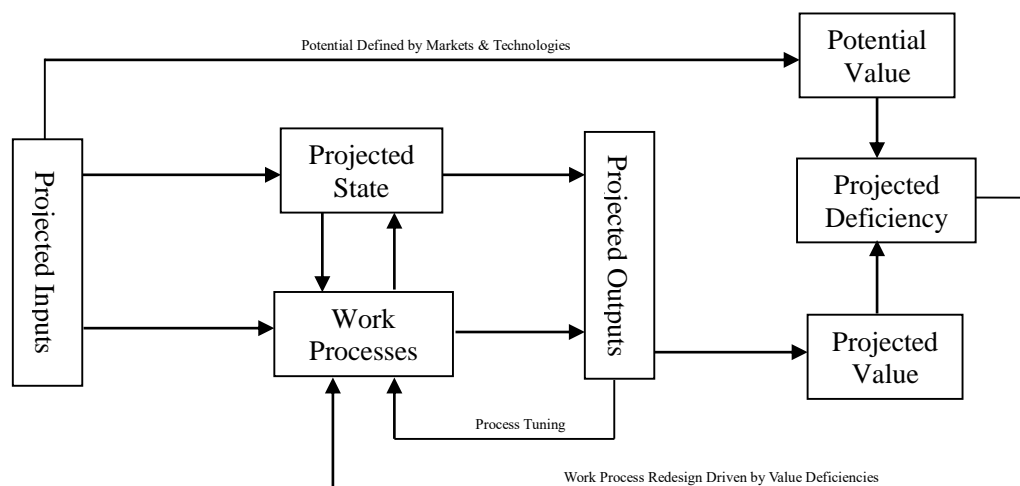 Potential Defined by Markets & Technologies
Potential
Value
Projected Inputs
Projected
State
Projected Outputs
Projected
Deficiency
Work
Processes
Projected
Value
Process Tuning
Work Process Redesign Driven by Value Deficiencies